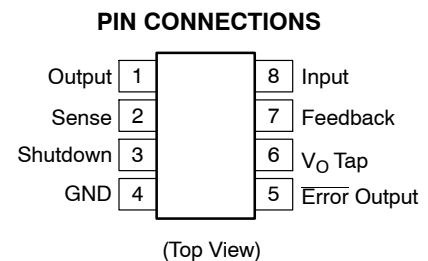 PIN CONNECTIONS
Output 1 8 Input
Sense 2 7 Feedback
Shutdown 3 6 VO Tap
GND 4 5 Error Output
(Top View)